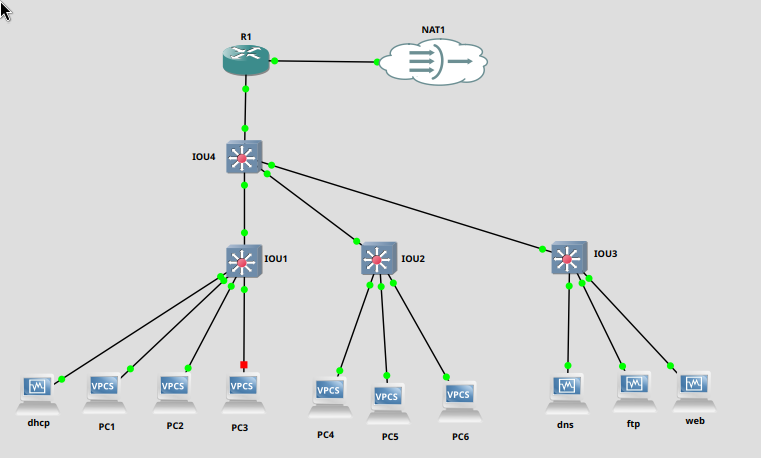 NAT1
R1
IOU4
IOU1
IOU2
IOU3
VPCS
VPCS
VPCS
VPCS
VPCS
VPCS
dhcp
PC1
PC2
PC3
PC4
PC5
PC6
dns
ftp
web